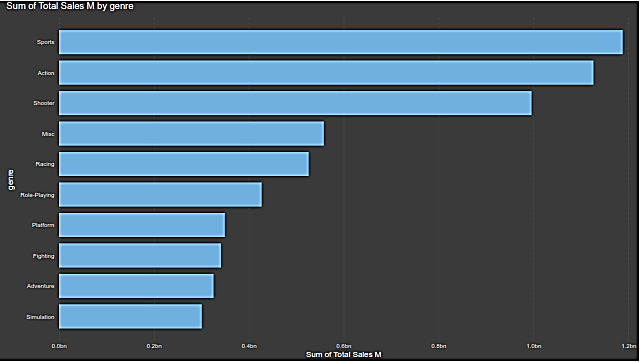 Sum of Total Sales M by genre
genre
Sports
Action
Shooter
Misc
Racing
Role-Playing
Platform
Fighting
Adventure
Simulation
0.0bn 0.2bn 0.4bn 0.6bn 0.8bn 1.0bn 1.2bn
Sum of Total Sales M